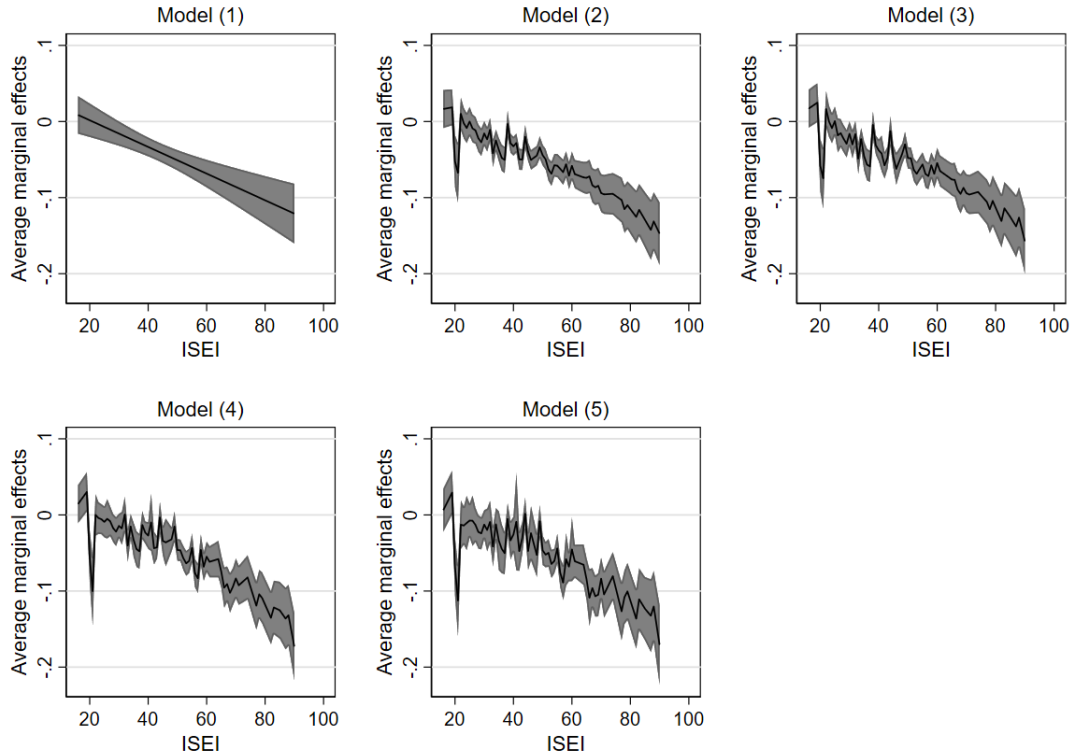 Model (1)
Average marginal effects
.1
0
-.1
-.2
20 40 60 80 100
ISEI
Model (2)
Average marginal effects
.1
0
-.1
-.2
20 40 60 80 100
ISEI
Model (3)
Average marginal effects
.1
0
-.1
-.2
20 40 60 80 100
ISEI
Model (4)
Average marginal effects
.1
0
-.1
-.2
20 40 60 80 100
ISEI
Model (5)
Average marginal effects
.1
0
-.1
-.2
20 40 60 80 100
ISEI